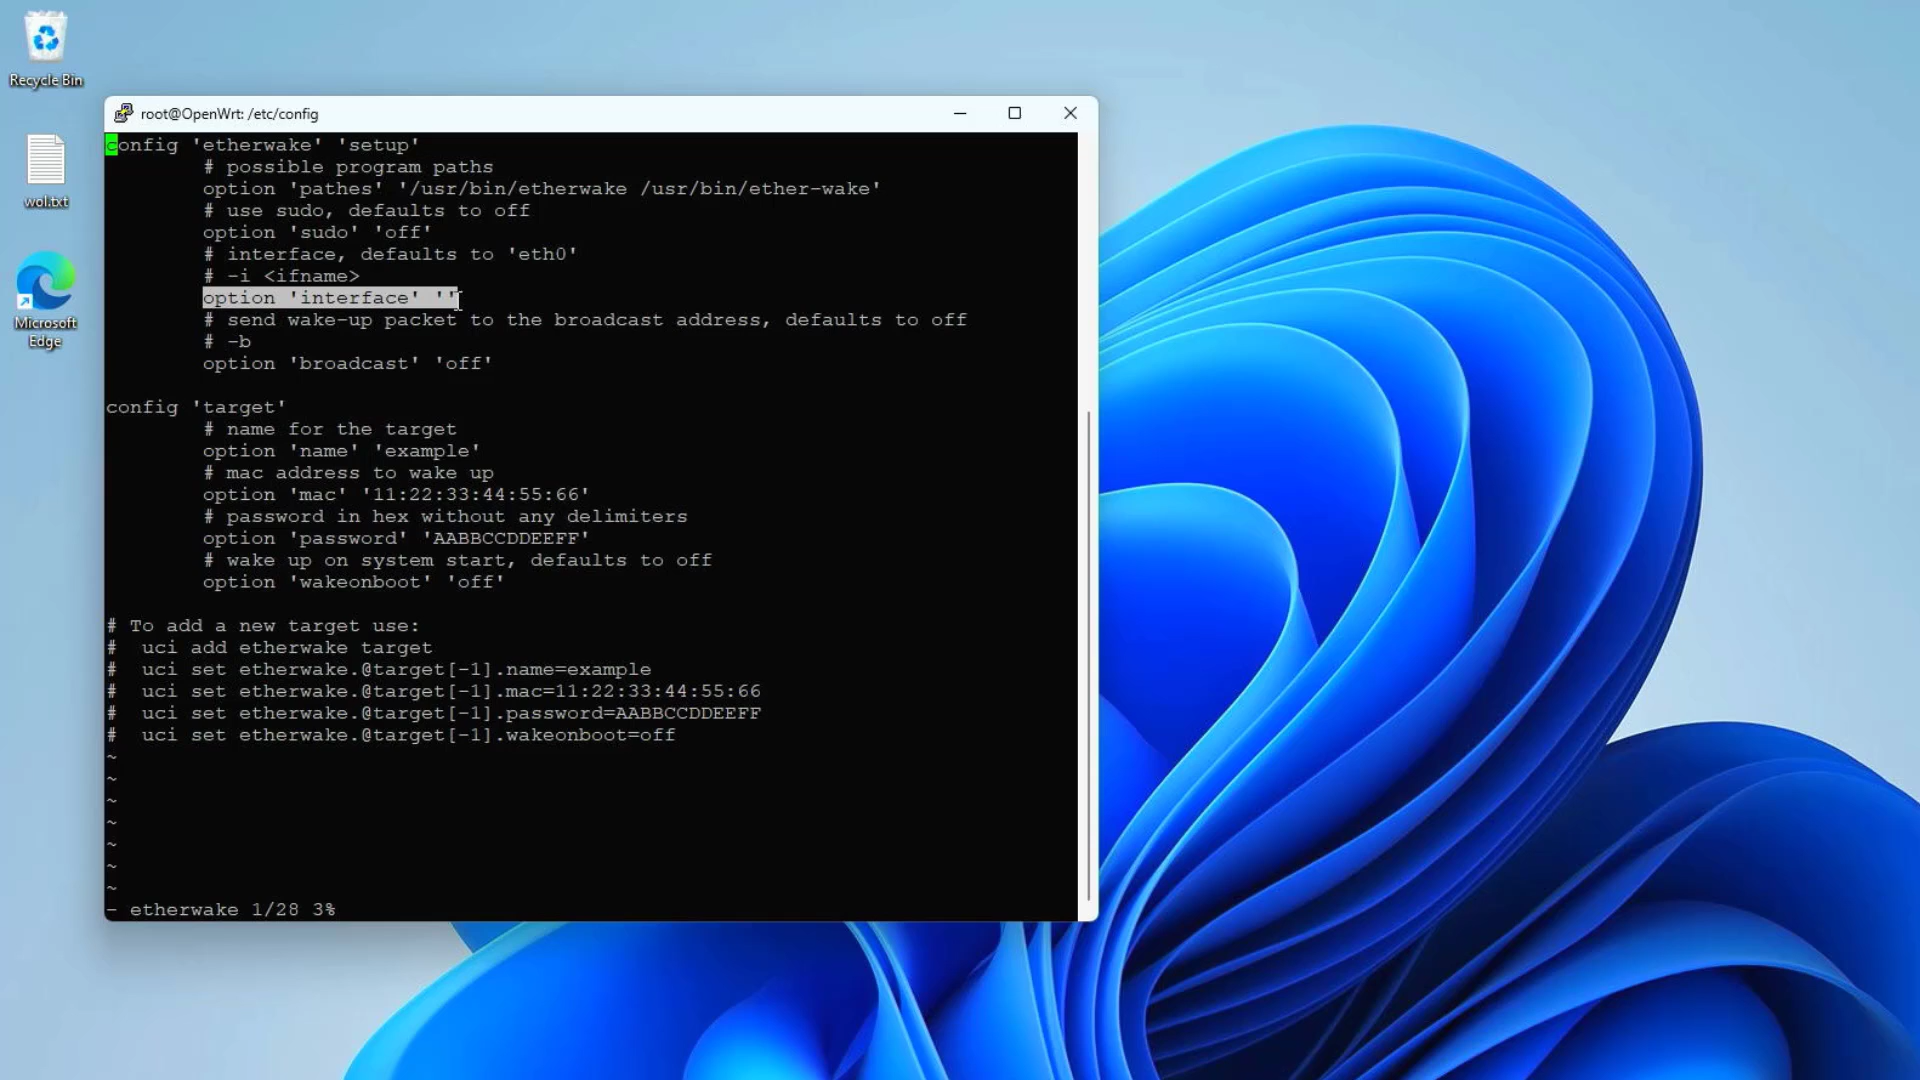 Recycle Bin
wol.txt
Microsoft
Edge
root@OpenWrt: /etc/config
config 'etherwake' 'setup'
# possible program paths
option 'pathes' '/usr/bin/etherwake /usr/bin/ether-wake'
# use sudo, defaults to off
option 'sudo' 'off'
# interface, defaults to 'eth0'
# -i <ifname>
option 'interface' ''
# send wake-up packet to the broadcast address, defaults to off
# -b
option 'broadcast' 'off'
config 'target'
# name for the target
option 'name' 'example'
# mac address to wake up
option 'mac' '11:22:33:44:55:66'
# password in hex without any delimiters
option 'password' 'AABBCCDDEEFF'
# wake up on system start, defaults to off
option 'wakeonboot' 'off'
# To add a new target use:
#  uci add etherwake target
#  uci set etherwake.@target[-1].name=example
#  uci set etherwake.@target[-1].mac=11:22:33:44:55:66
#  uci set etherwake.@target[-1].password=AABBCCDDEEFF
#  uci set etherwake.@target[-1].wakeonboot=off
~
~
~
~
~
~
~
- etherwake 1/28 3%